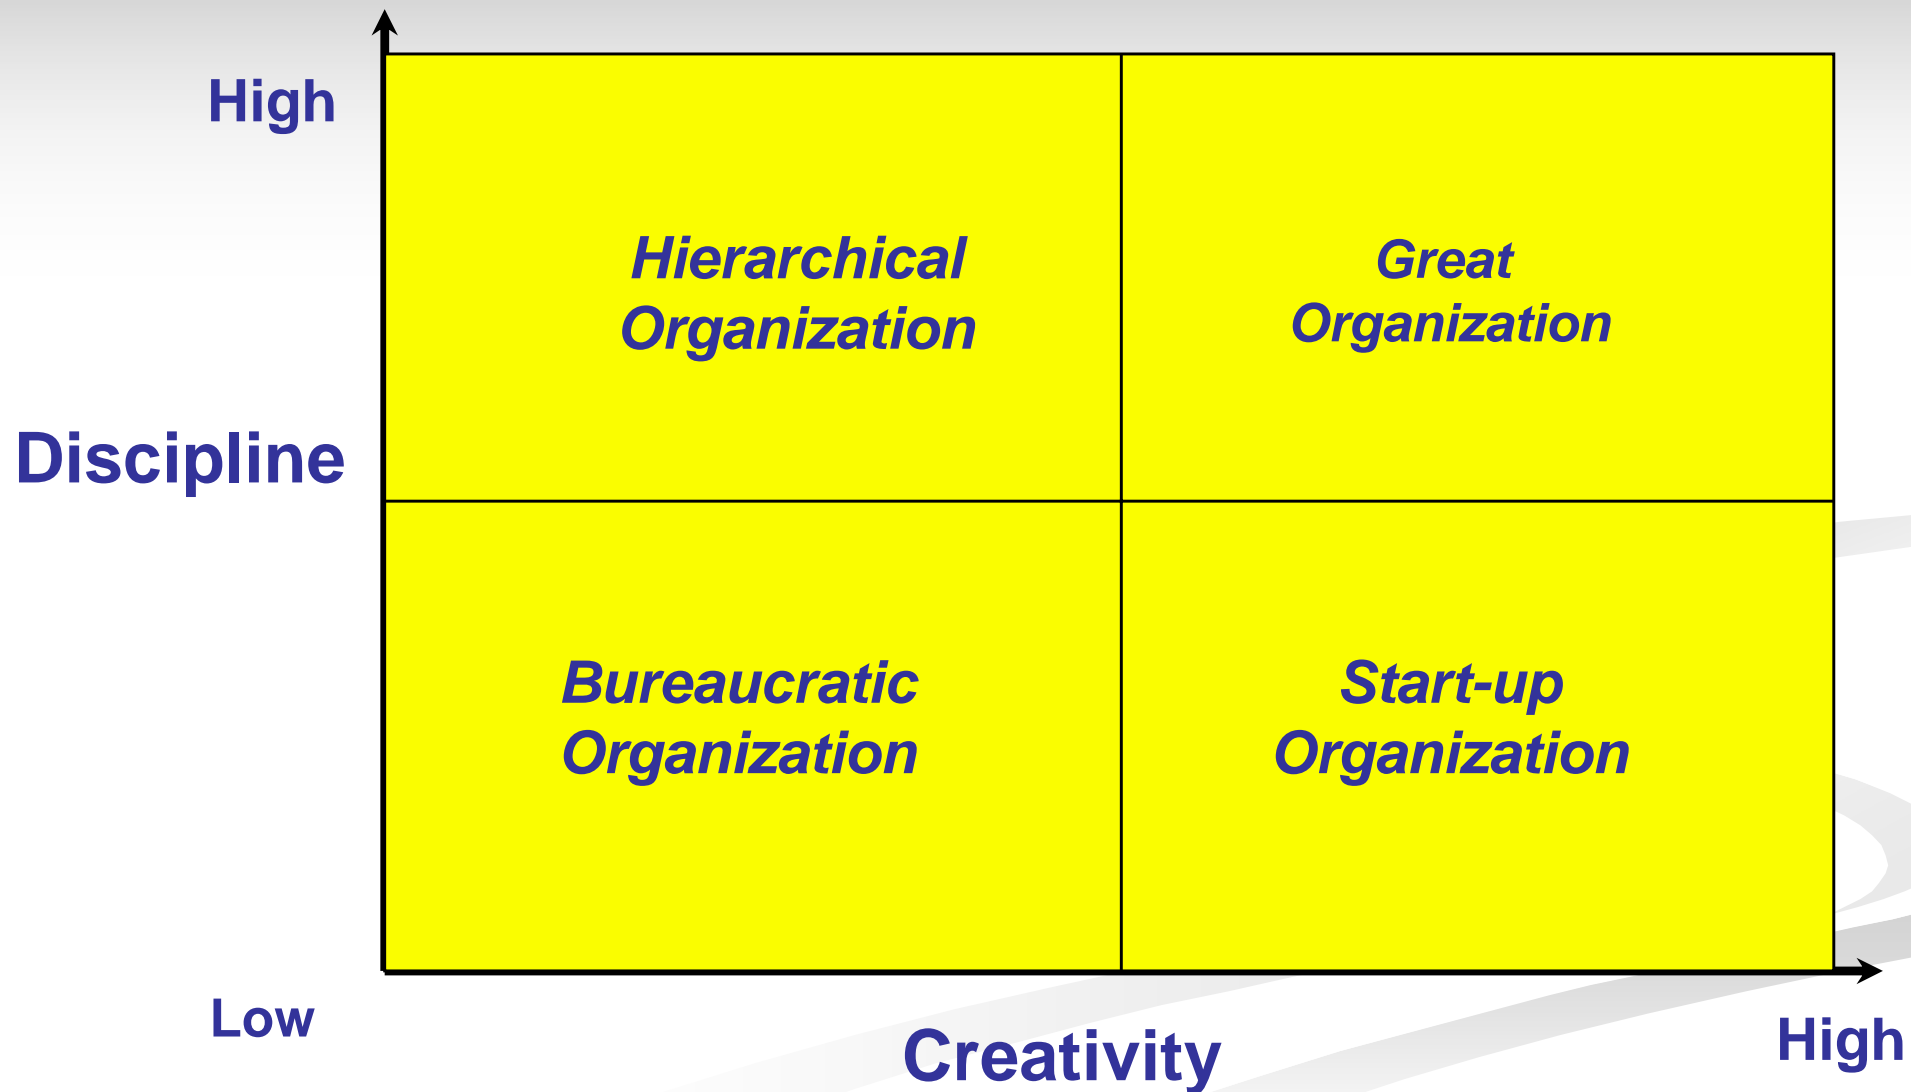 High
Hierarchical
Organization
Great
Organization
Discipline
Bureaucratic
Organization
Start-up
Organization
Low
Creativity
High